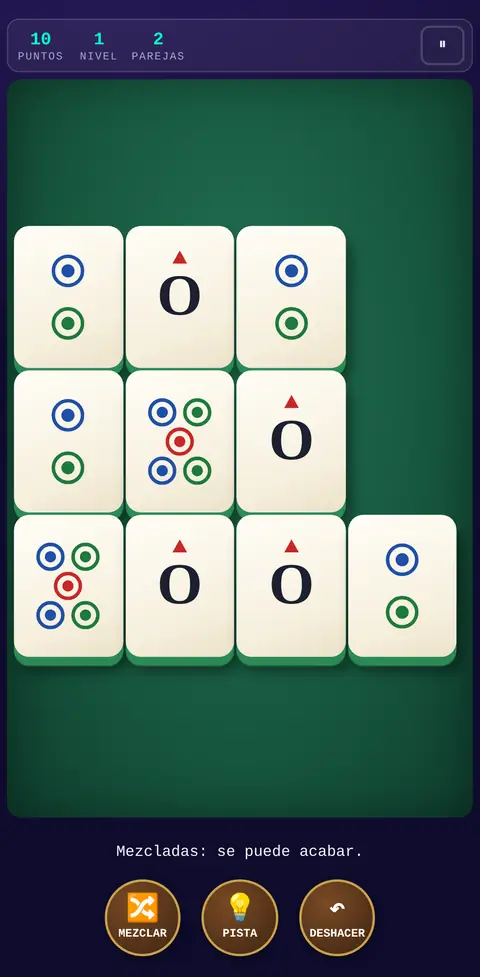 10 1 2
PUNTOS NIVEL PAREJAS
O
O
O O
Mezcladas: se puede acabar.
MEZCLAR PISTA DESHACER